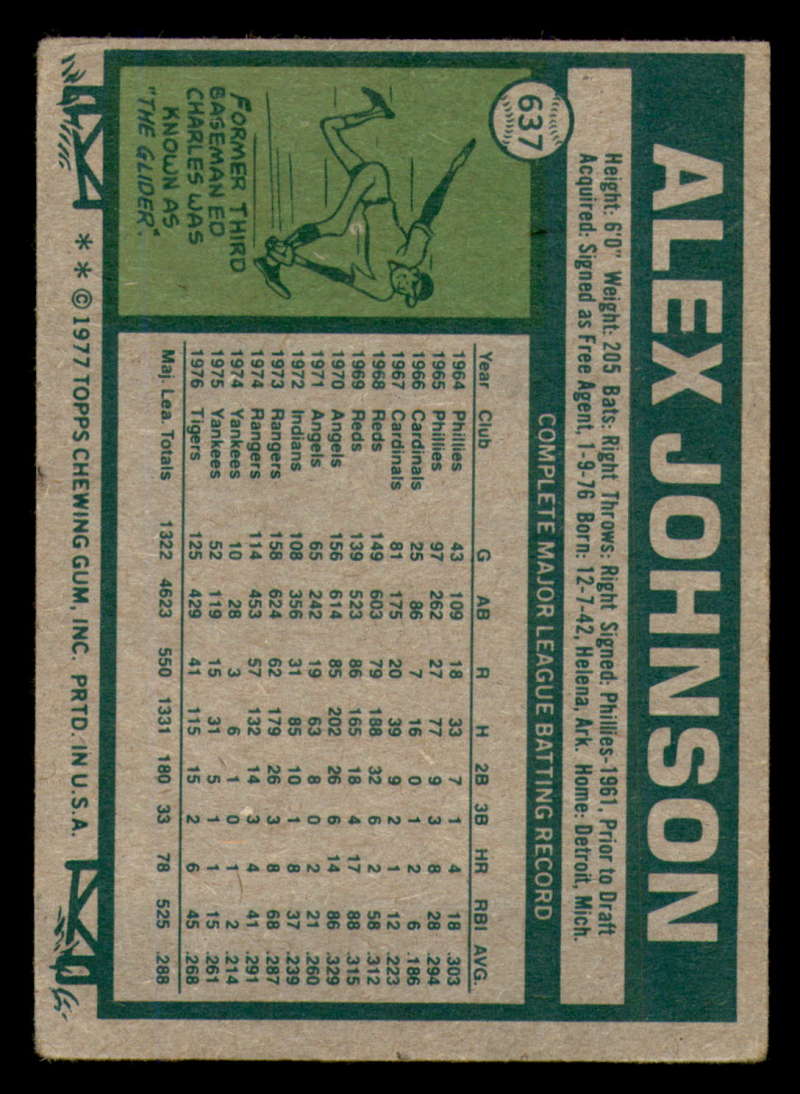 637
ALEX JOHNSON
Height: 6'0" Weight: 205 Bats: Right Throws: Right Signed: Phillies-1961, Prior to Draft
Acquired: Signed as Free Agent, 1-9-76 Born: 12-7-42, Helena, Ark. Home: Detroit, Mich.
FORMER THIRD
BASEMAN ED
CHARLES WAS
KNOWN AS
"THE GLIDER."
COMPLETE MAJOR LEAGUE BATTING RECORD
Year Club G AB R H 2B 3B HR RBI AVG.
1964 Phillies 43 109 18 33 7 1 4 18 .303
1965 Phillies 97 262 27 77 9 3 8 28 .294
1966 Cardinals 25 86 7 16 0 1 2 6 .186
1967 Cardinals 81 175 20 39 9 2 1 12 .223
1968 Reds 149 603 79 188 32 6 2 58 .312
1969 Reds 139 523 86 165 18 4 17 88 .315
1970 Angels 156 614 85 202 26 6 14 86 .329
1971 Angels 65 242 19 63 8 0 2 21 .260
1972 Indians 108 356 31 85 10 1 8 37 .239
1973 Rangers 158 624 62 179 26 3 8 68 .287
1974 Rangers 114 453 57 132 14 3 4 41 .291
1974 Yankees 10 28 3 6 1 0 1 2 .214
1975 Yankees 52 119 15 31 5 1 1 15 .261
1976 Tigers 125 429 41 115 15 2 6 45 .268
Maj. Lea. Totals 1322 4623 550 1331 180 33 78 525 .288
* * © 1977 TOPPS CHEWING GUM, INC. PRTD. IN U.S.A.